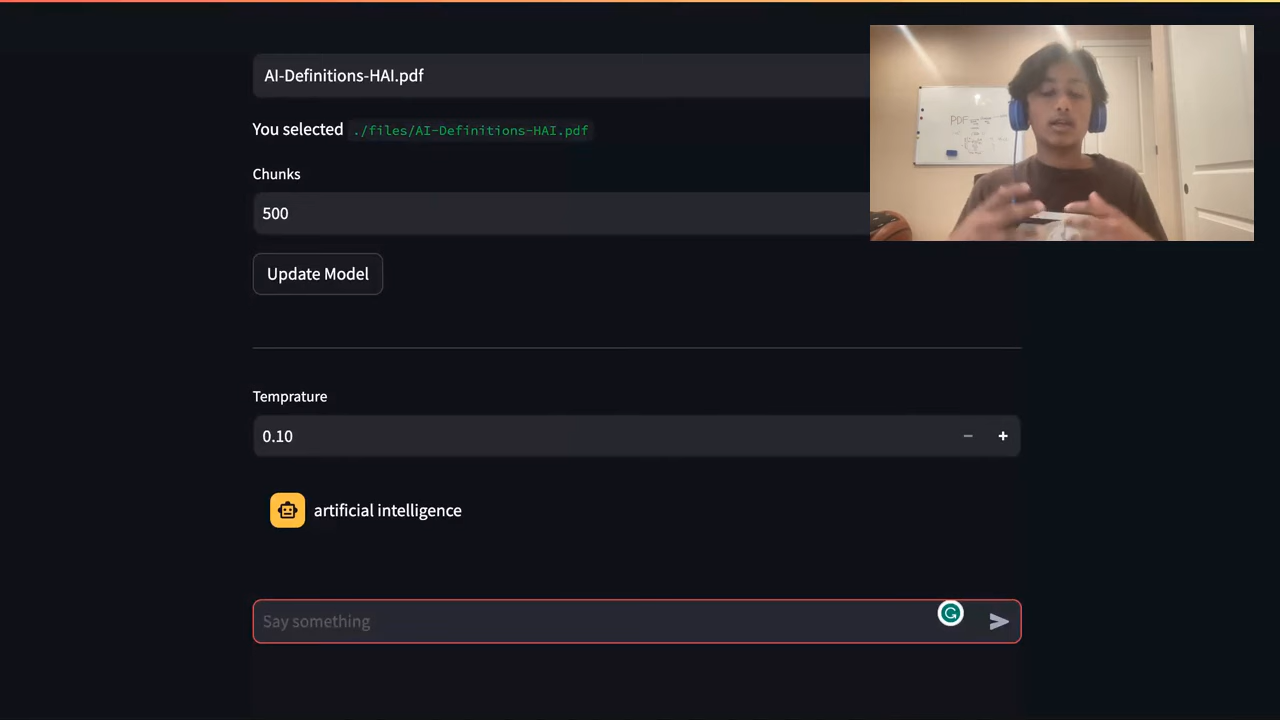 AI-Definitions-HAI.pdf
You selected ./files/AI-Definitions-HAI.pdf
Chunks
500
Update Model
Temprature
0.10
artificial intelligence
Say something
PDF